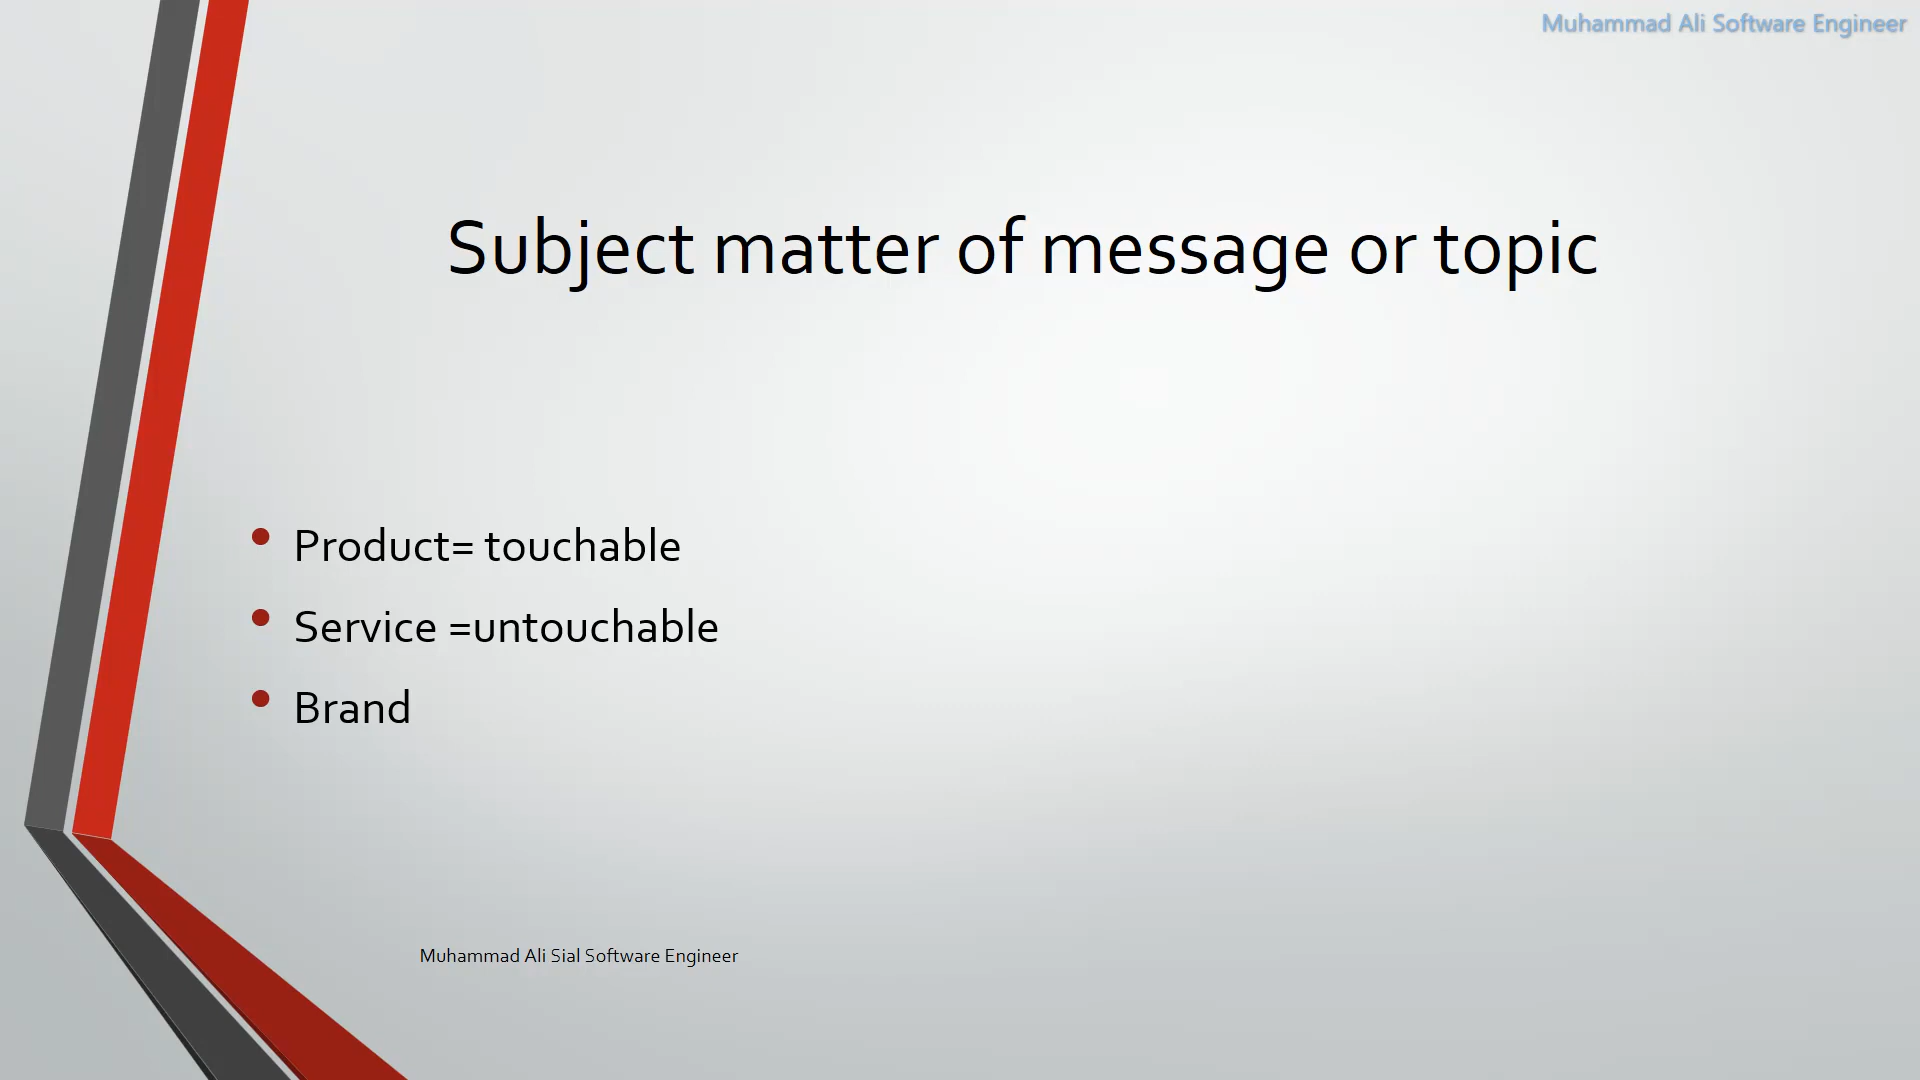 Muhammad Ali Software Engineer
Subject matter of message or topic
• Product= touchable
• Service =untouchable
• Brand
Muhammad Ali Sial Software Engineer